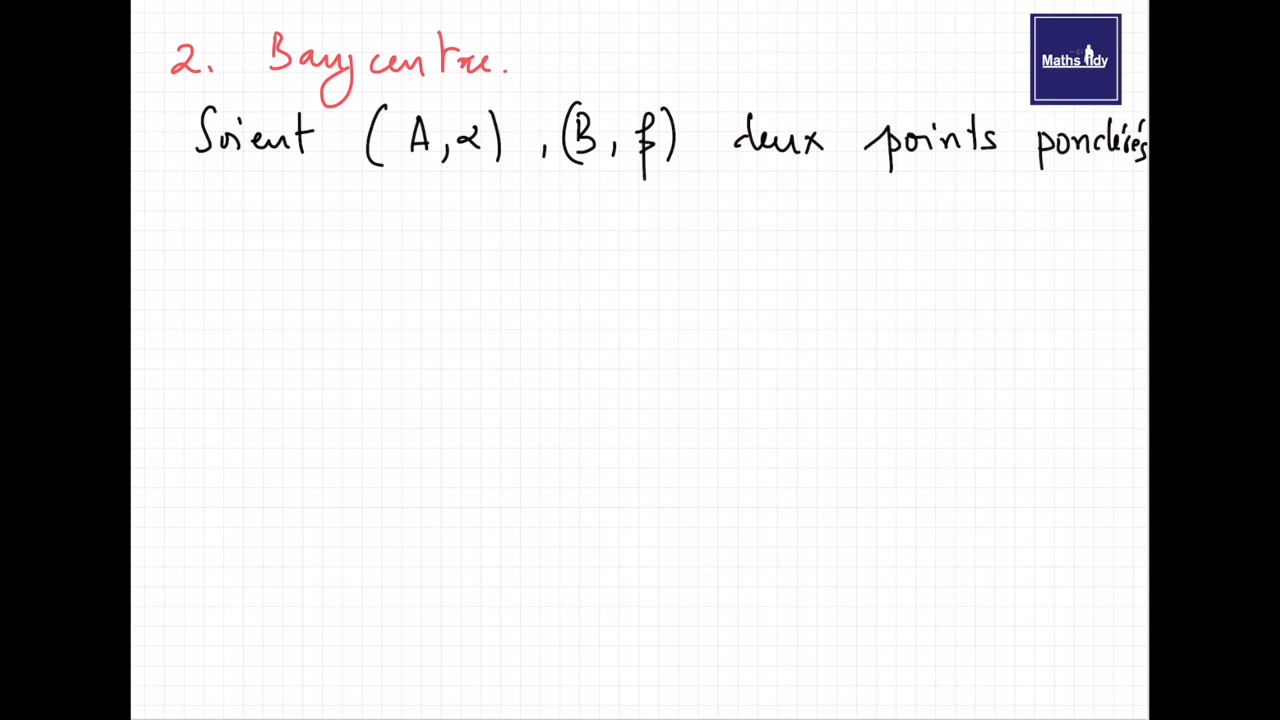 2. Barycentre.
Maths tidy
Soient (A, α), (B, β) deux points pondérés